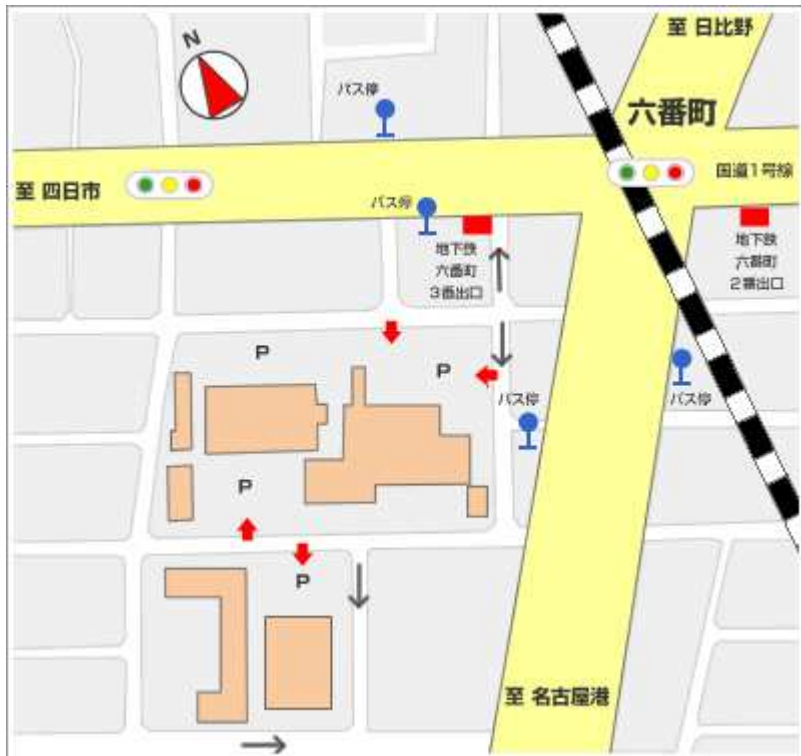 N
至 日比野
バス停
六番町
国道1号線
至 四日市
バス停
地下鉄
六番町
3番出口
地下鉄
六番町
2番出口
P
P
バス停
バス停
P
P
至 名古屋港